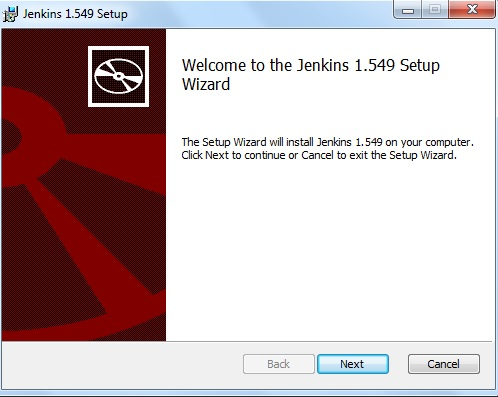 Jenkins 1.549 Setup
Welcome to the Jenkins 1.549 Setup
Wizard
The Setup Wizard will install Jenkins 1.549 on your computer.
Click Next to continue or Cancel to exit the Setup Wizard.
Back
Next
Cancel